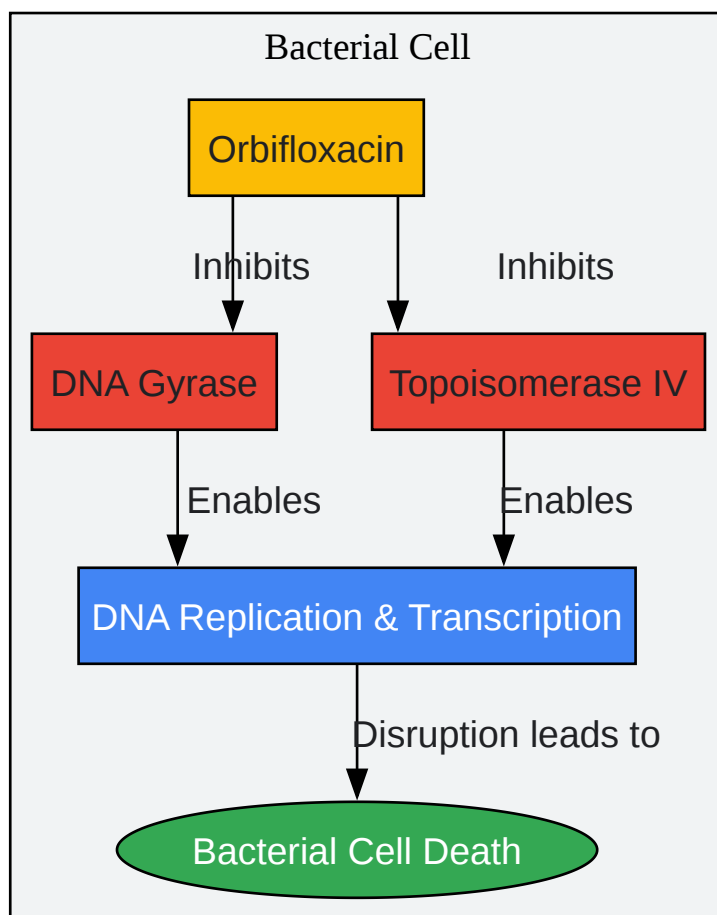 Bacterial Cell
Orbifloxacin
Inhibits
Inhibits
DNA Gyrase
Topoisomerase IV
Enables
Enables
DNA Replication & Transcription
Disruption leads to
Bacterial Cell Death